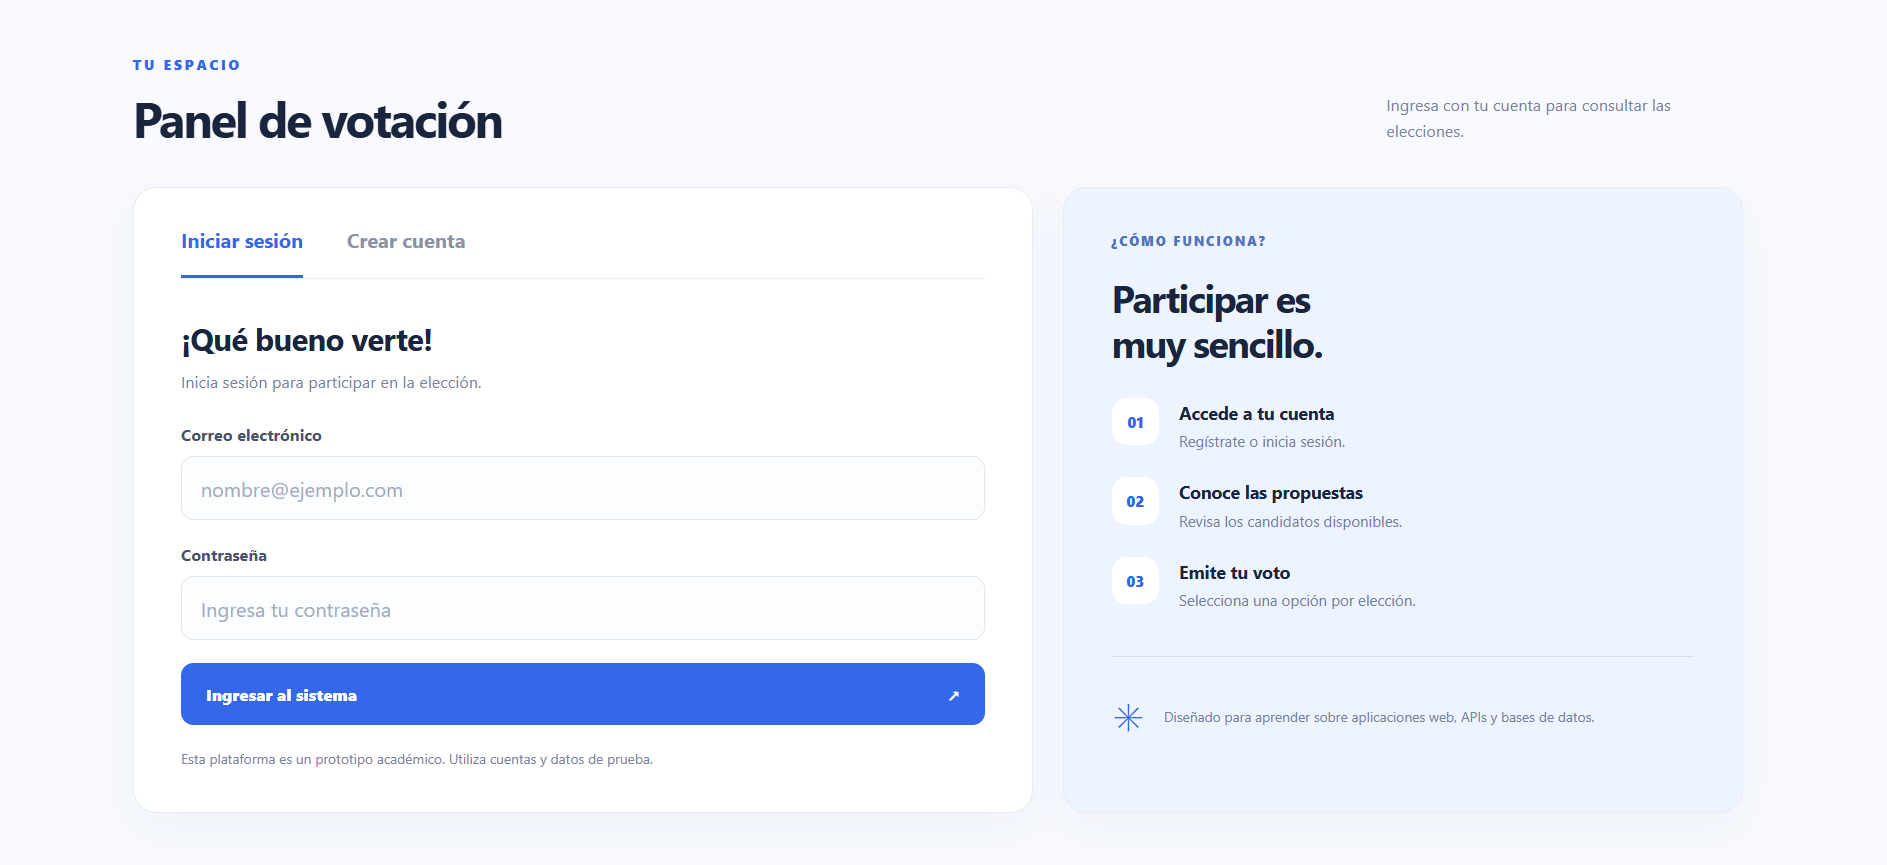 TU ESPACIO
Panel de votación
Ingresa con tu cuenta para consultar las
elecciones.
Iniciar sesión
Crear cuenta
¡Qué bueno verte!
Inicia sesión para participar en la elección.
Correo electrónico
nombre@ejemplo.com
Contraseña
Ingresa tu contraseña
Ingresar al sistema ↗
Esta plataforma es un prototipo académico. Utiliza cuentas y datos de prueba.
¿CÓMO FUNCIONA?
Participar es
muy sencillo.
01
Accede a tu cuenta
Regístrate o inicia sesión.
02
Conoce las propuestas
Revisa los candidatos disponibles.
03
Emite tu voto
Selecciona una opción por elección.
Diseñado para aprender sobre aplicaciones web, APIs y bases de datos.